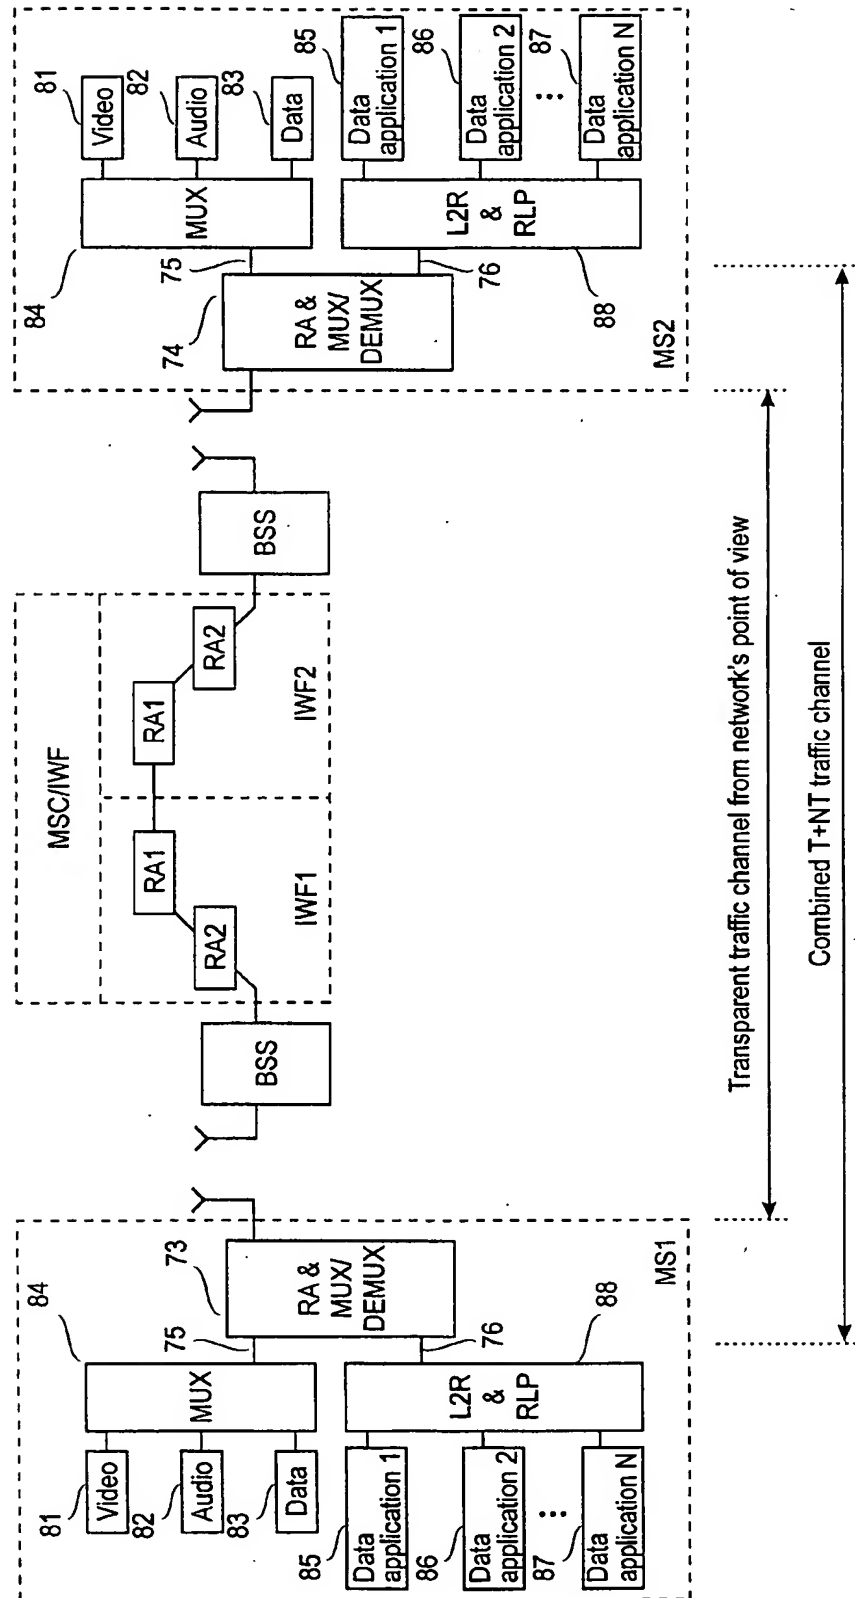 81
Video
82
Audio
83
Data
84
MUX
75
73
RA &
MUX/
DEMUX
76
85
Data
application 1
86
Data
application 2
87
Data
application N
L2R
&
RLP
88
MS1
BSS
MSC/IWF
RA2
RA1
IWF1
RA1
RA2
IWF2
BSS
84
MUX
81
Video
82
Audio
83
Data
75
74
RA &
MUX/
DEMUX
76
85
Data
application 1
86
Data
application 2
87
Data
application N
L2R
&
RLP
88
MS2
Transparent traffic channel from network's point of view
Combined T+NT traffic channel